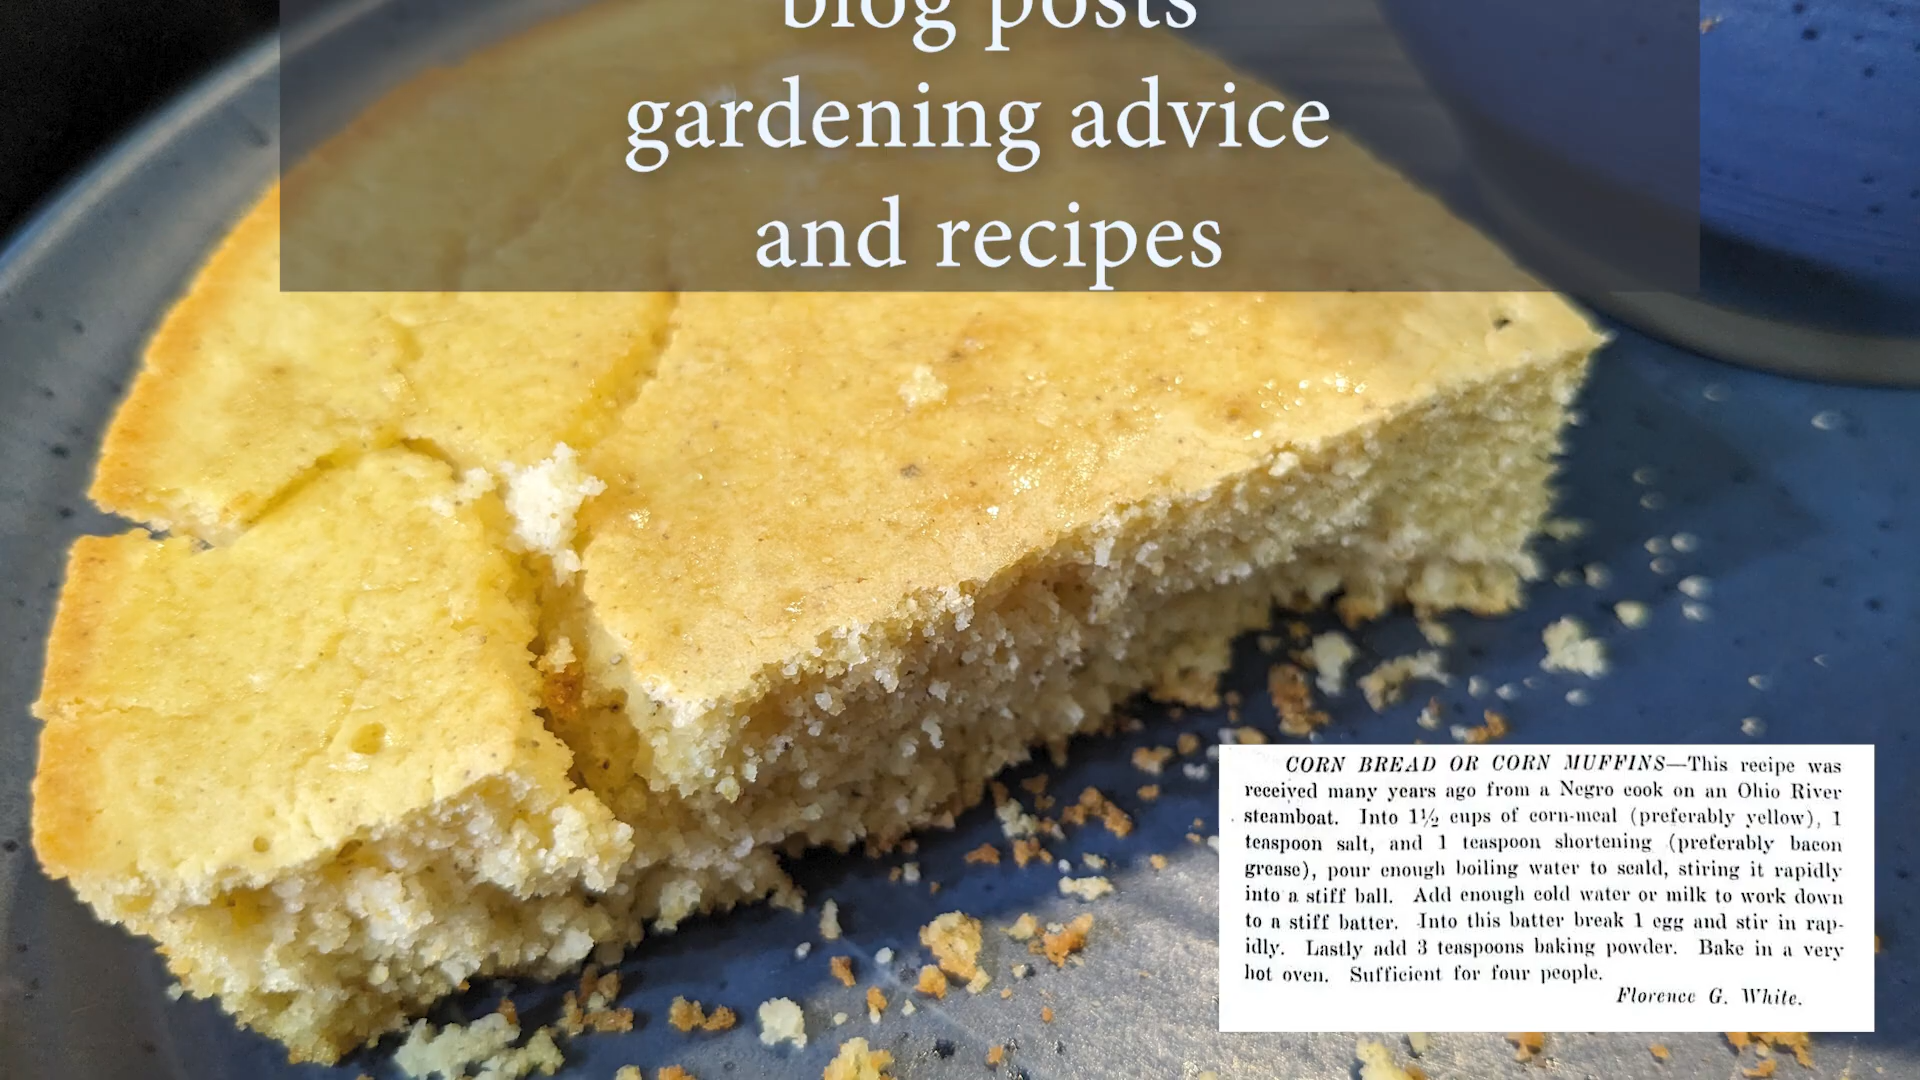 blog posts
gardening advice
and recipes
CORN BREAD OR CORN MUFFINS—This recipe was
received many years ago from a Negro cook on an Ohio River
steamboat. Into 1½ cups of corn-meal (preferably yellow), 1
teaspoon salt, and 1 teaspoon shortening (preferably bacon
grease), pour enough boiling water to scald, stiring it rapidly
into a stiff ball. Add enough cold water or milk to work down
to a stiff batter. Into this batter break 1 egg and stir in rap-
idly. Lastly add 3 teaspoons baking powder. Bake in a very
hot oven. Sufficient for four people.
Florence G. White.